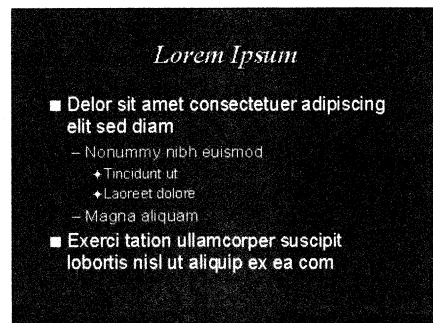 Lorem Ipsum
■ Delor sit amet consectetuer adipiscing
elit sed diam
– Nonummy nibh euismod
✦Tincidunt ut
✦Laoreet dolore
– Magna aliquam
■ Exerci tation ullamcorper suscipit
lobortis nisl ut aliquip ex ea com